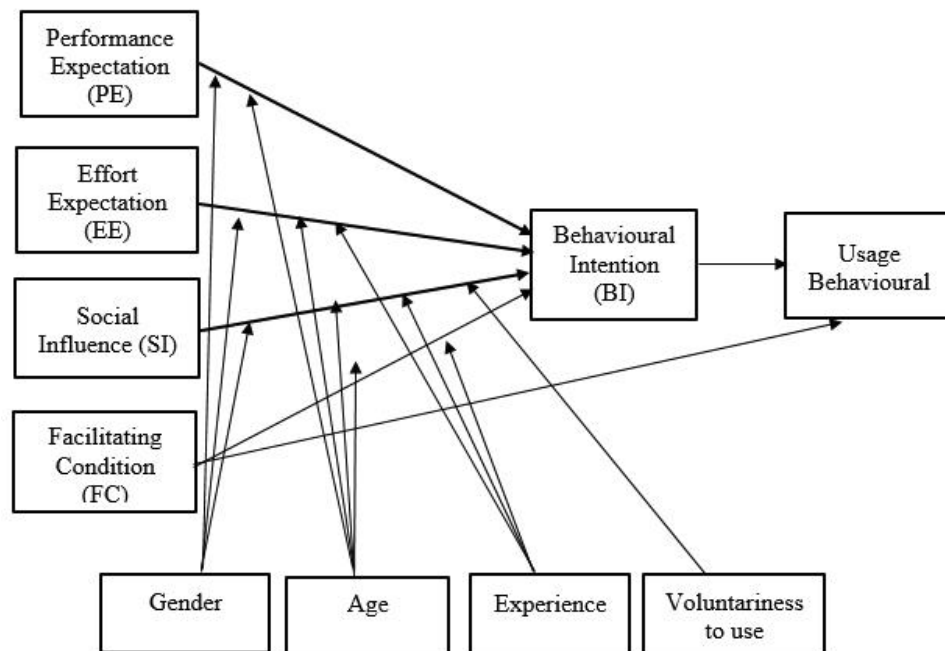 Performance
Expectation
(PE)
Effort
Expectation
(EE)
Social
Influence (SI)
Facilitating
Condition
(FC)
Behavioural
Intention
(BI)
Usage
Behavioural
Gender
Age
Experience
Voluntariness
to use